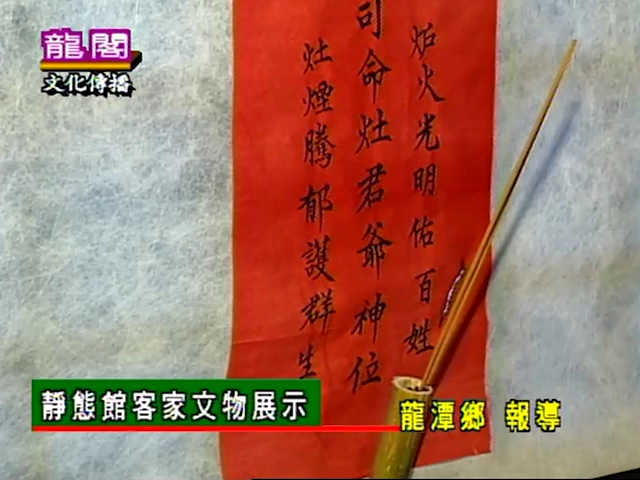 龍閣
文化傳播
炉火光明佑百姓
司命灶君爺神位
灶煙騰郁護群生
靜態館客家文物展示
龍潭鄉 報導